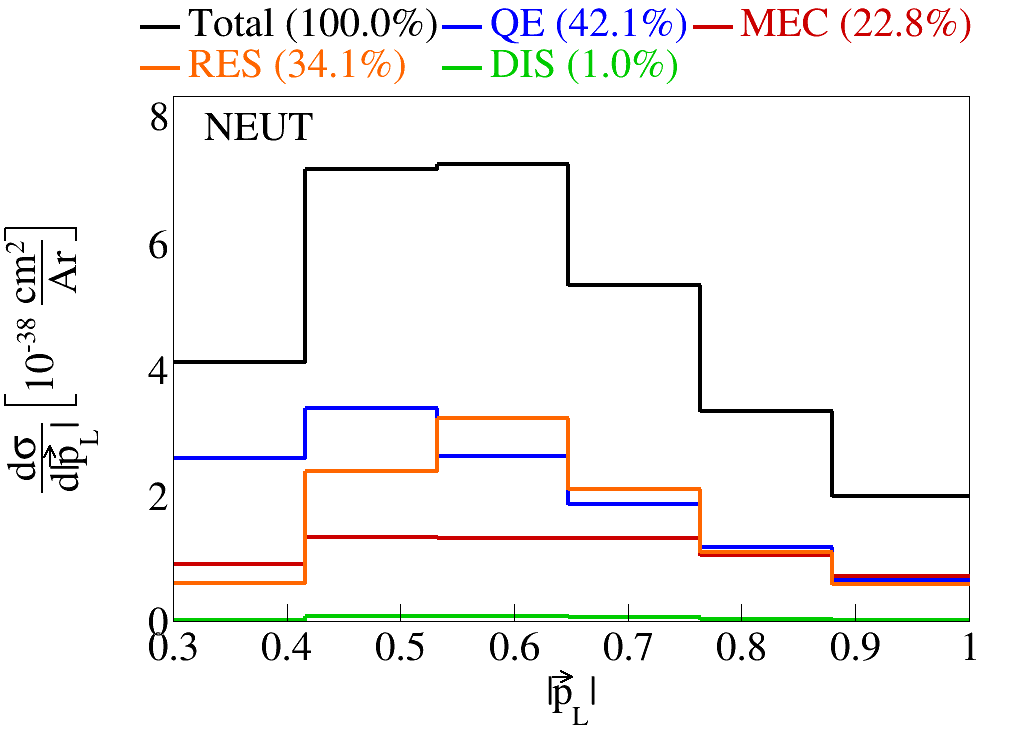 Total (100.0%) QE (42.1%) MEC (22.8%)
RES (34.1%) DIS (1.0%)
NEUT
8
6
4
2
0
0.3 0.4 0.5 0.6 0.7 0.8 0.9 1
|p⃗_L|
dσ/d|p⃗_L| [10⁻³⁸ cm²/Ar]